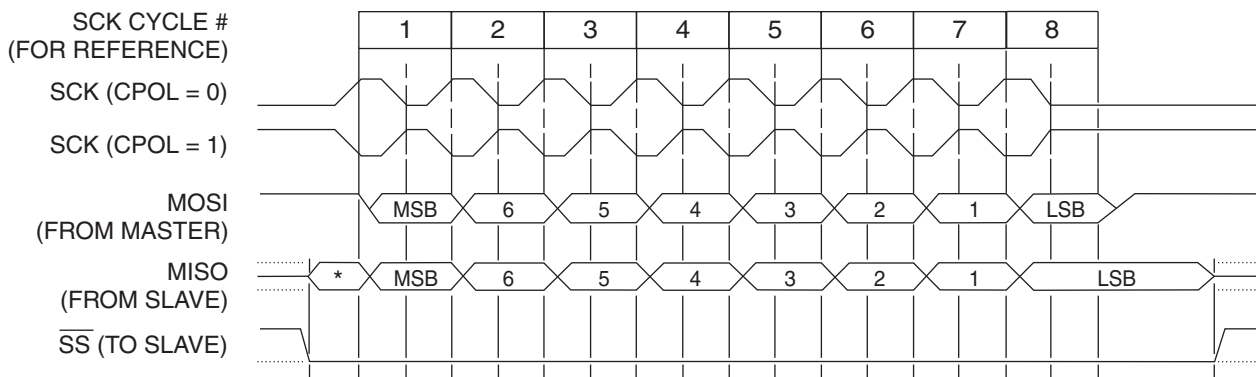 SCK CYCLE #
(FOR REFERENCE)
1 2 3 4 5 6 7 8
SCK (CPOL = 0)
SCK (CPOL = 1)
MOSI
(FROM MASTER)
MSB 6 5 4 3 2 1 LSB
MISO
(FROM SLAVE)
* MSB 6 5 4 3 2 1 LSB
SS (TO SLAVE)